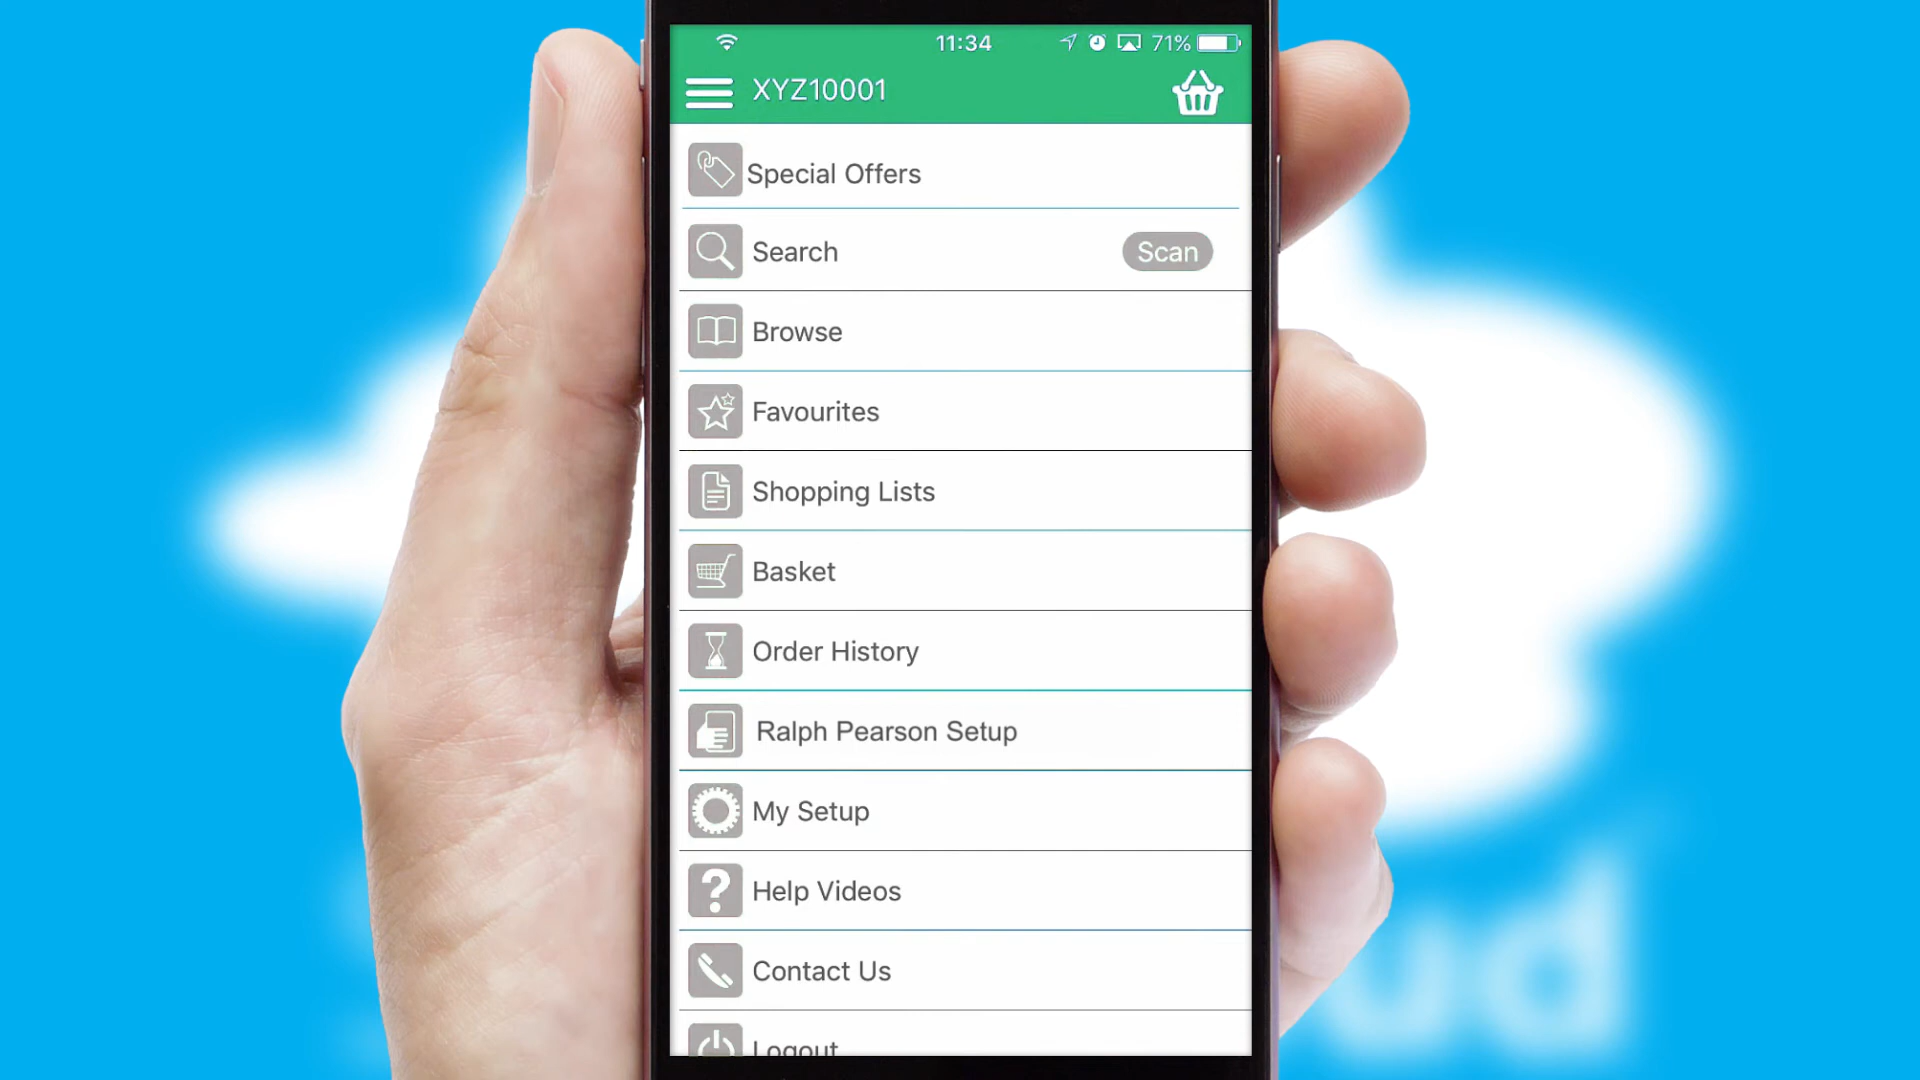 11:34 71%
XYZ10001
Special Offers
Search Scan
Browse
Favourites
Shopping Lists
Basket
Order History
Ralph Pearson Setup
My Setup
Help Videos
Contact Us
Logout
ud